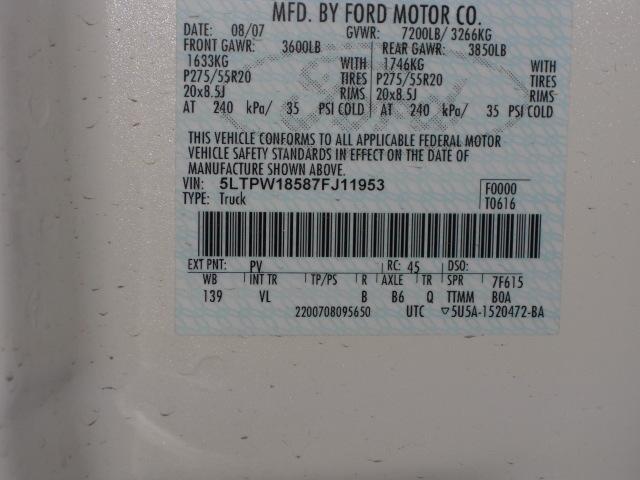 MFD. BY FORD MOTOR CO.
DATE: 08/07 GVWR: 7200LB/ 3266KG
FRONT GAWR: 3600LB REAR GAWR: 3850LB
1633KG WITH 1746KG WITH
P275/55R20 TIRES P275/55R20 TIRES
20x8.5J RIMS 20x8.5J RIMS
AT 240 kPa/ 35 PSI COLD AT 240 kPa/ 35 PSI COLD
THIS VEHICLE CONFORMS TO ALL APPLICABLE FEDERAL MOTOR
VEHICLE SAFETY STANDARDS IN EFFECT ON THE DATE OF
MANUFACTURE SHOWN ABOVE.
VIN: 5LTPW18587FJ11953 F0000
TYPE: Truck T0616
EXT PNT: PV RC: 45 DSO:
WB INT TR TP/PS R AXLE TR SPR 7F615
139 VL B B6 Q TTMM BOA
2200708095650 UTC ▽5U5A-1520472-BA